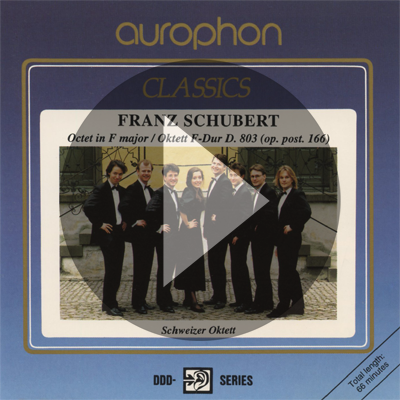 aurophon
CLASSICS
FRANZ SCHUBERT
Octet in F major / Oktett F-Dur D. 803 (op. post. 166)
Schweizer Oktett
Total length:
66 minutes
DDD- SERIES